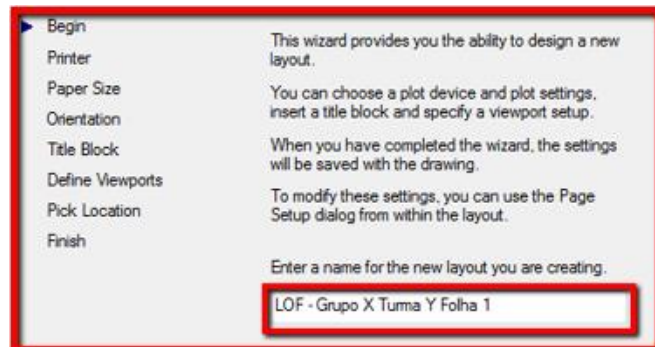 Begin
Printer
Paper Size
Orientation
Title Block
Define Viewports
Pick Location
Finish
This wizard provides you the ability to design a new
layout.
You can choose a plot device and plot settings,
insert a title block and specify a viewport setup.
When you have completed the wizard, the settings
will be saved with the drawing.
To modify these settings, you can use the Page
Setup dialog from within the layout.
Enter a name for the new layout you are creating.
LOF - Grupo X Turma Y Folha 1